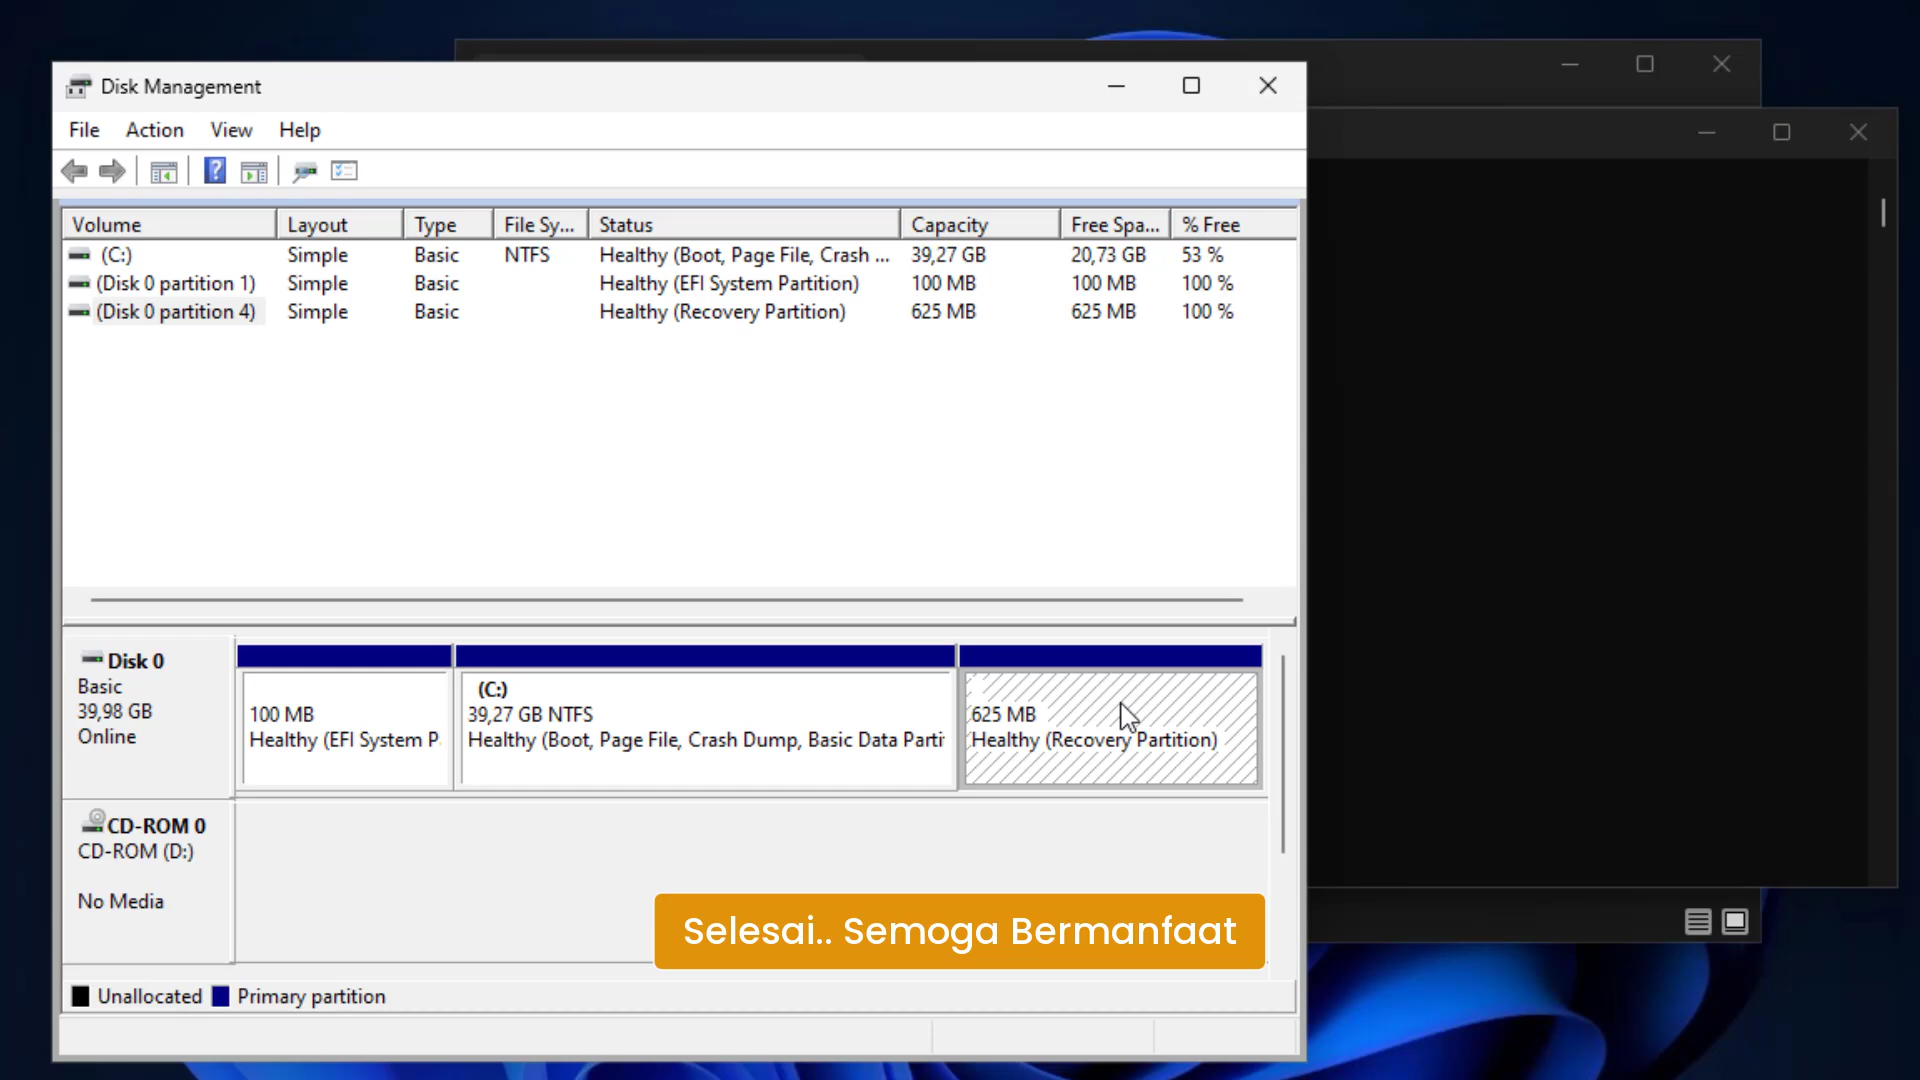 Disk Management
File Action View Help
Volume Layout Type File Sy... Status Capacity Free Spa... % Free
(C:) Simple Basic NTFS Healthy (Boot, Page File, Crash ... 39,27 GB 20,73 GB 53 %
(Disk 0 partition 1) Simple Basic Healthy (EFI System Partition) 100 MB 100 MB 100 %
(Disk 0 partition 4) Simple Basic Healthy (Recovery Partition) 625 MB 625 MB 100 %
Disk 0
Basic
39,98 GB
Online
100 MB
Healthy (EFI System P
(C:)
39,27 GB NTFS
Healthy (Boot, Page File, Crash Dump, Basic Data Parti
625 MB
Healthy (Recovery Partition)
CD-ROM 0
CD-ROM (D:)
No Media
Selesai.. Semoga Bermanfaat
Unallocated Primary partition